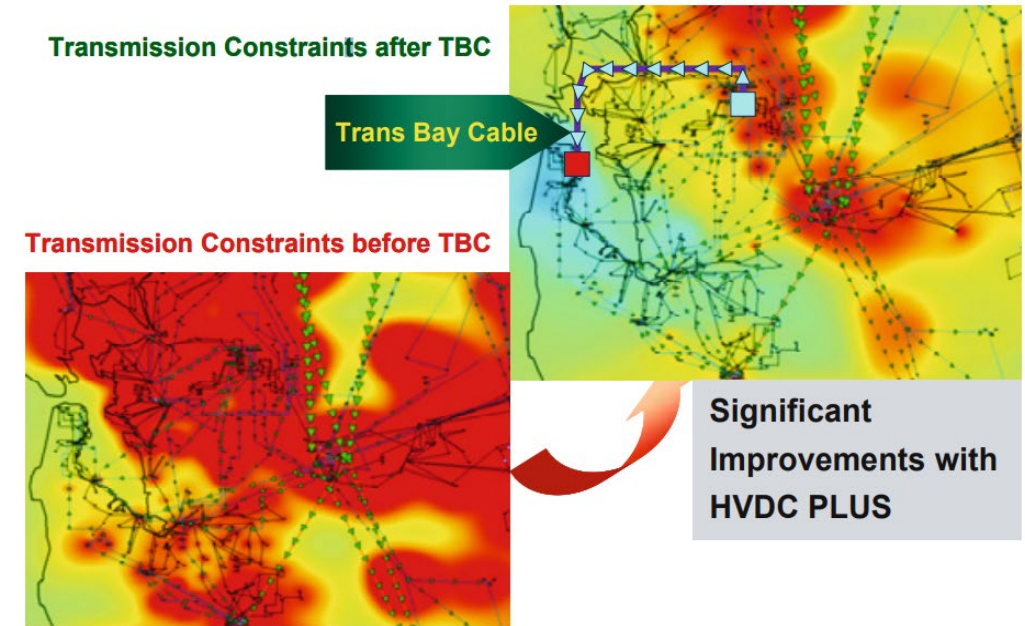 Transmission Constraints after TBC
Trans Bay Cable
Transmission Constraints before TBC
Significant
Improvements with
HVDC PLUS